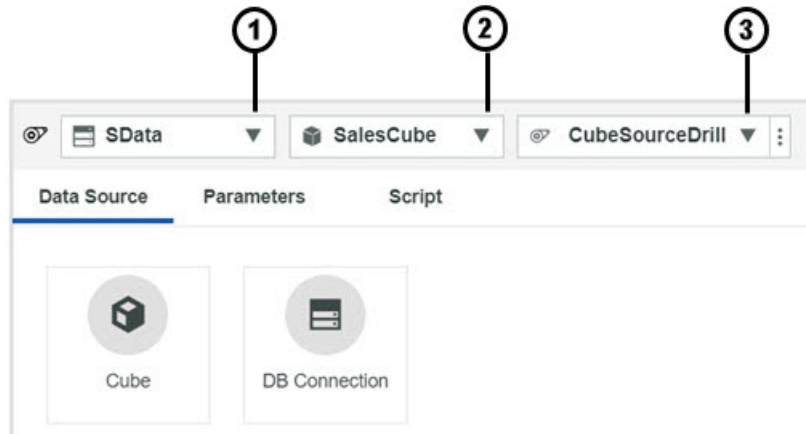 1 2 3
SData SalesCube CubeSourceDrill
Data Source Parameters Script
Cube DB Connection